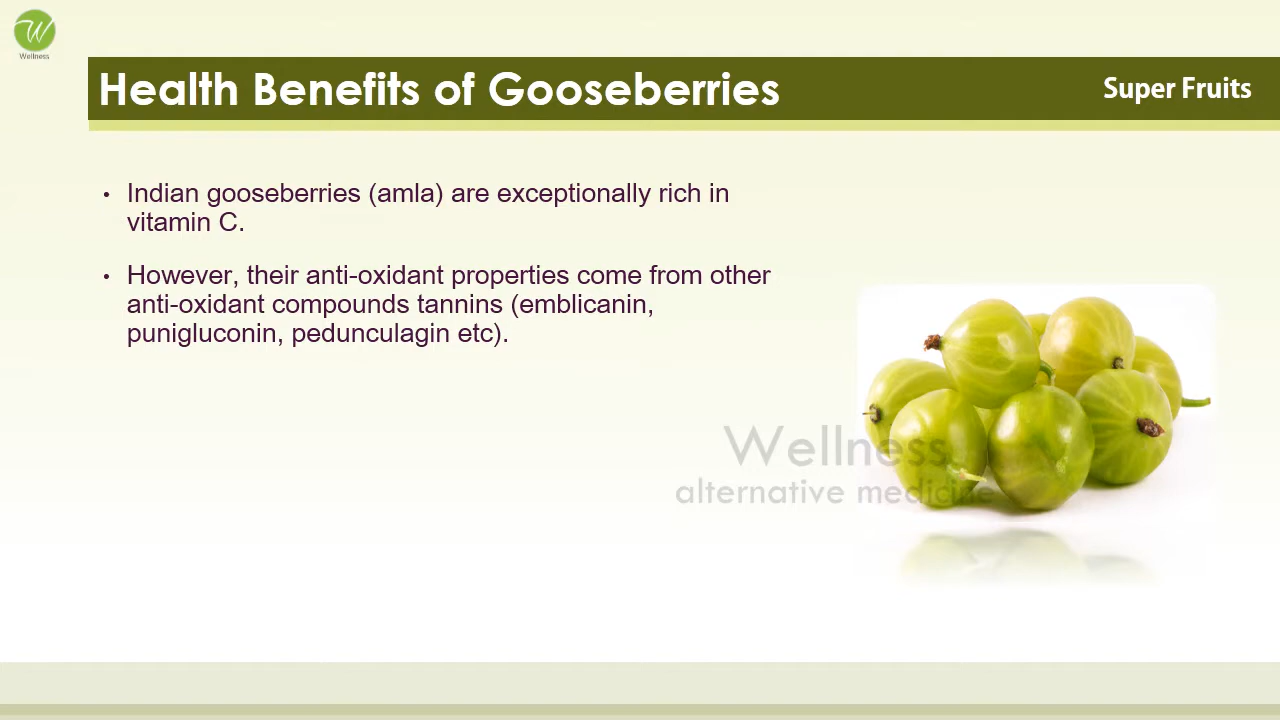 Wellness
Health Benefits of Gooseberries
Super Fruits
• Indian gooseberries (amla) are exceptionally rich in
vitamin C.
• However, their anti-oxidant properties come from other
anti-oxidant compounds tannins (emblicanin,
punigluconin, pedunculagin etc).
Wellness
alternative medicine